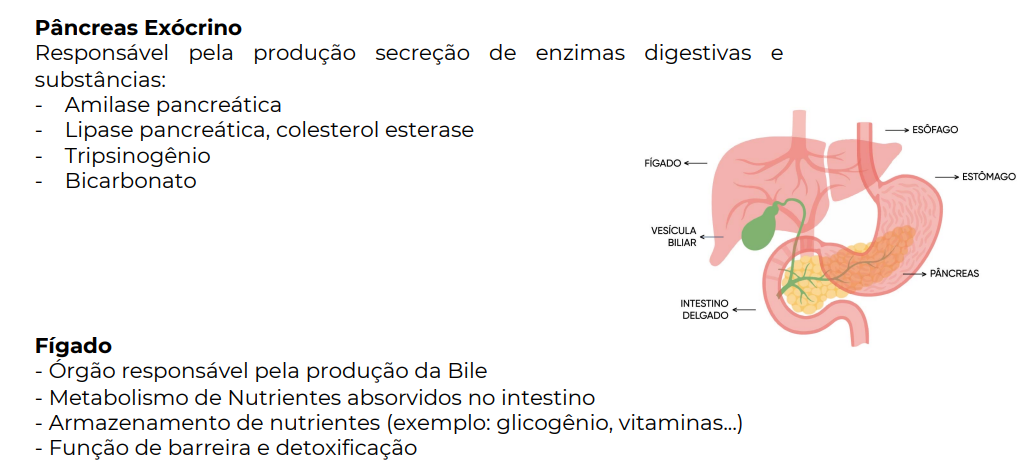 Pâncreas Exócrino
Responsável pela produção secreção de enzimas digestivas e
substâncias:
- Amilase pancreática
- Lipase pancreática, colesterol esterase
- Tripsinogênio
- Bicarbonato
ESÔFAGO
FÍGADO
ESTÔMAGO
VESÍCULA
BILIAR
PÂNCREAS
INTESTINO
DELGADO
Fígado
- Órgão responsável pela produção da Bile
- Metabolismo de Nutrientes absorvidos no intestino
- Armazenamento de nutrientes (exemplo: glicogênio, vitaminas...)
- Função de barreira e detoxificação